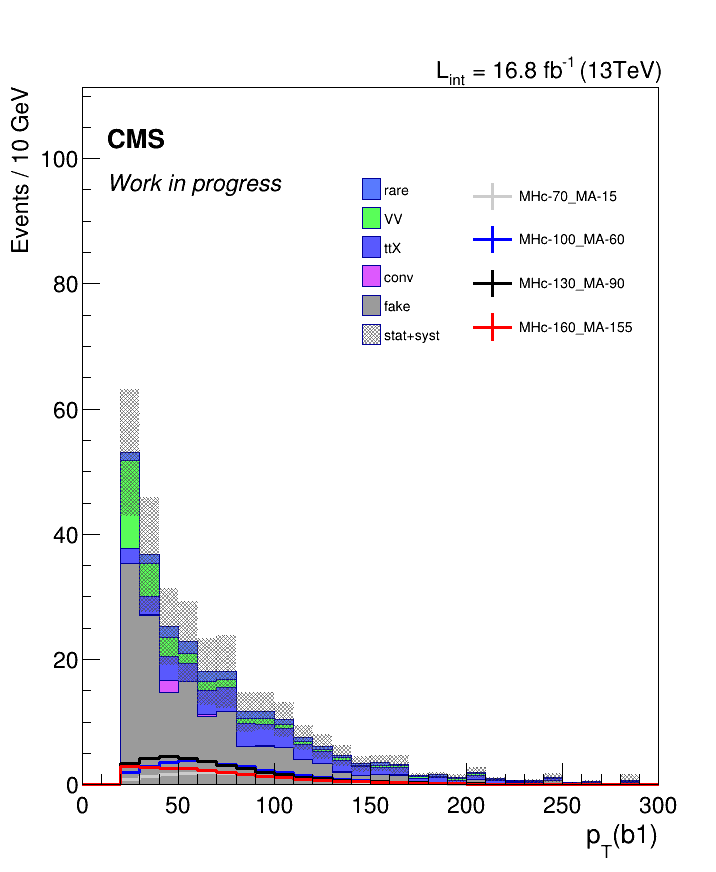 L_int = 16.8 fb^-1 (13TeV)
Events / 10 GeV
CMS
Work in progress
rare
VV
ttX
conv
fake
stat+syst
MHc-70_MA-15
MHc-100_MA-60
MHc-130_MA-90
MHc-160_MA-155
100
80
60
40
20
0
0 50 100 150 200 250 300
p_T(b1)